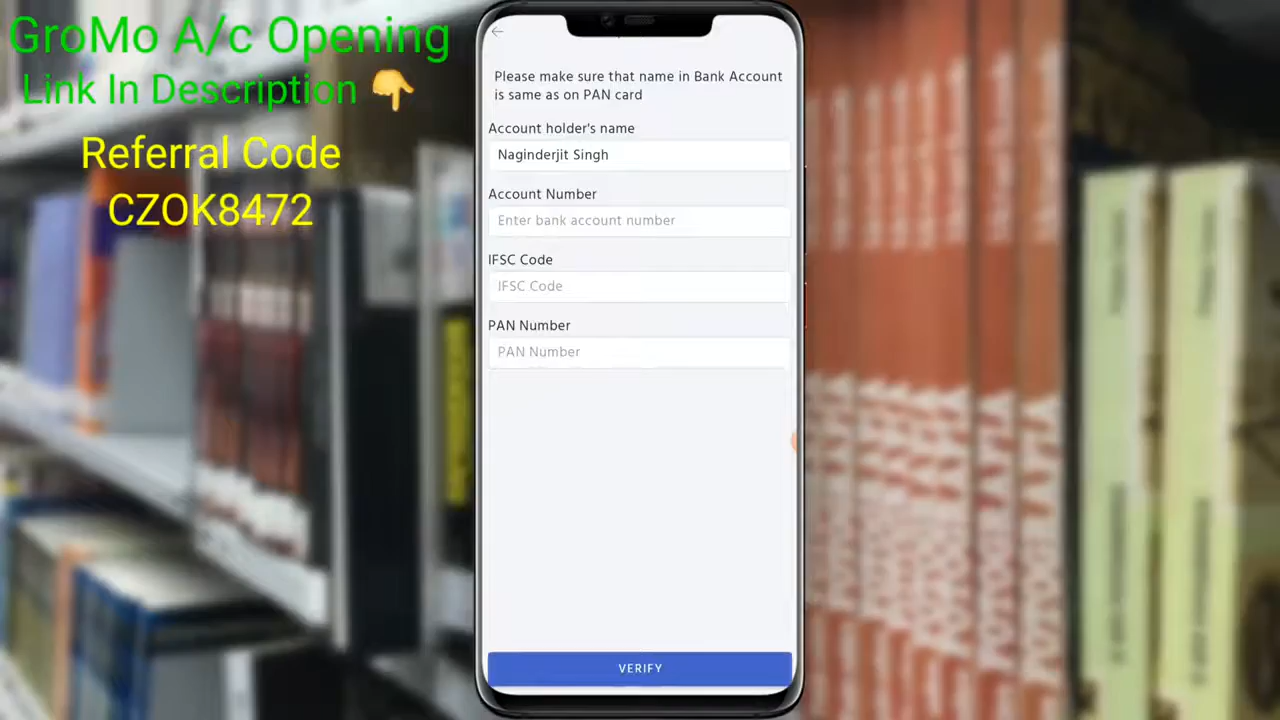 GroMo A/c Opening
Link In Description 👇
Referral Code
CZOK8472
Please make sure that name in Bank Account
is same as on PAN card
Account holder's name
Naginderjit Singh
Account Number
Enter bank account number
IFSC Code
IFSC Code
PAN Number
PAN Number
VERIFY